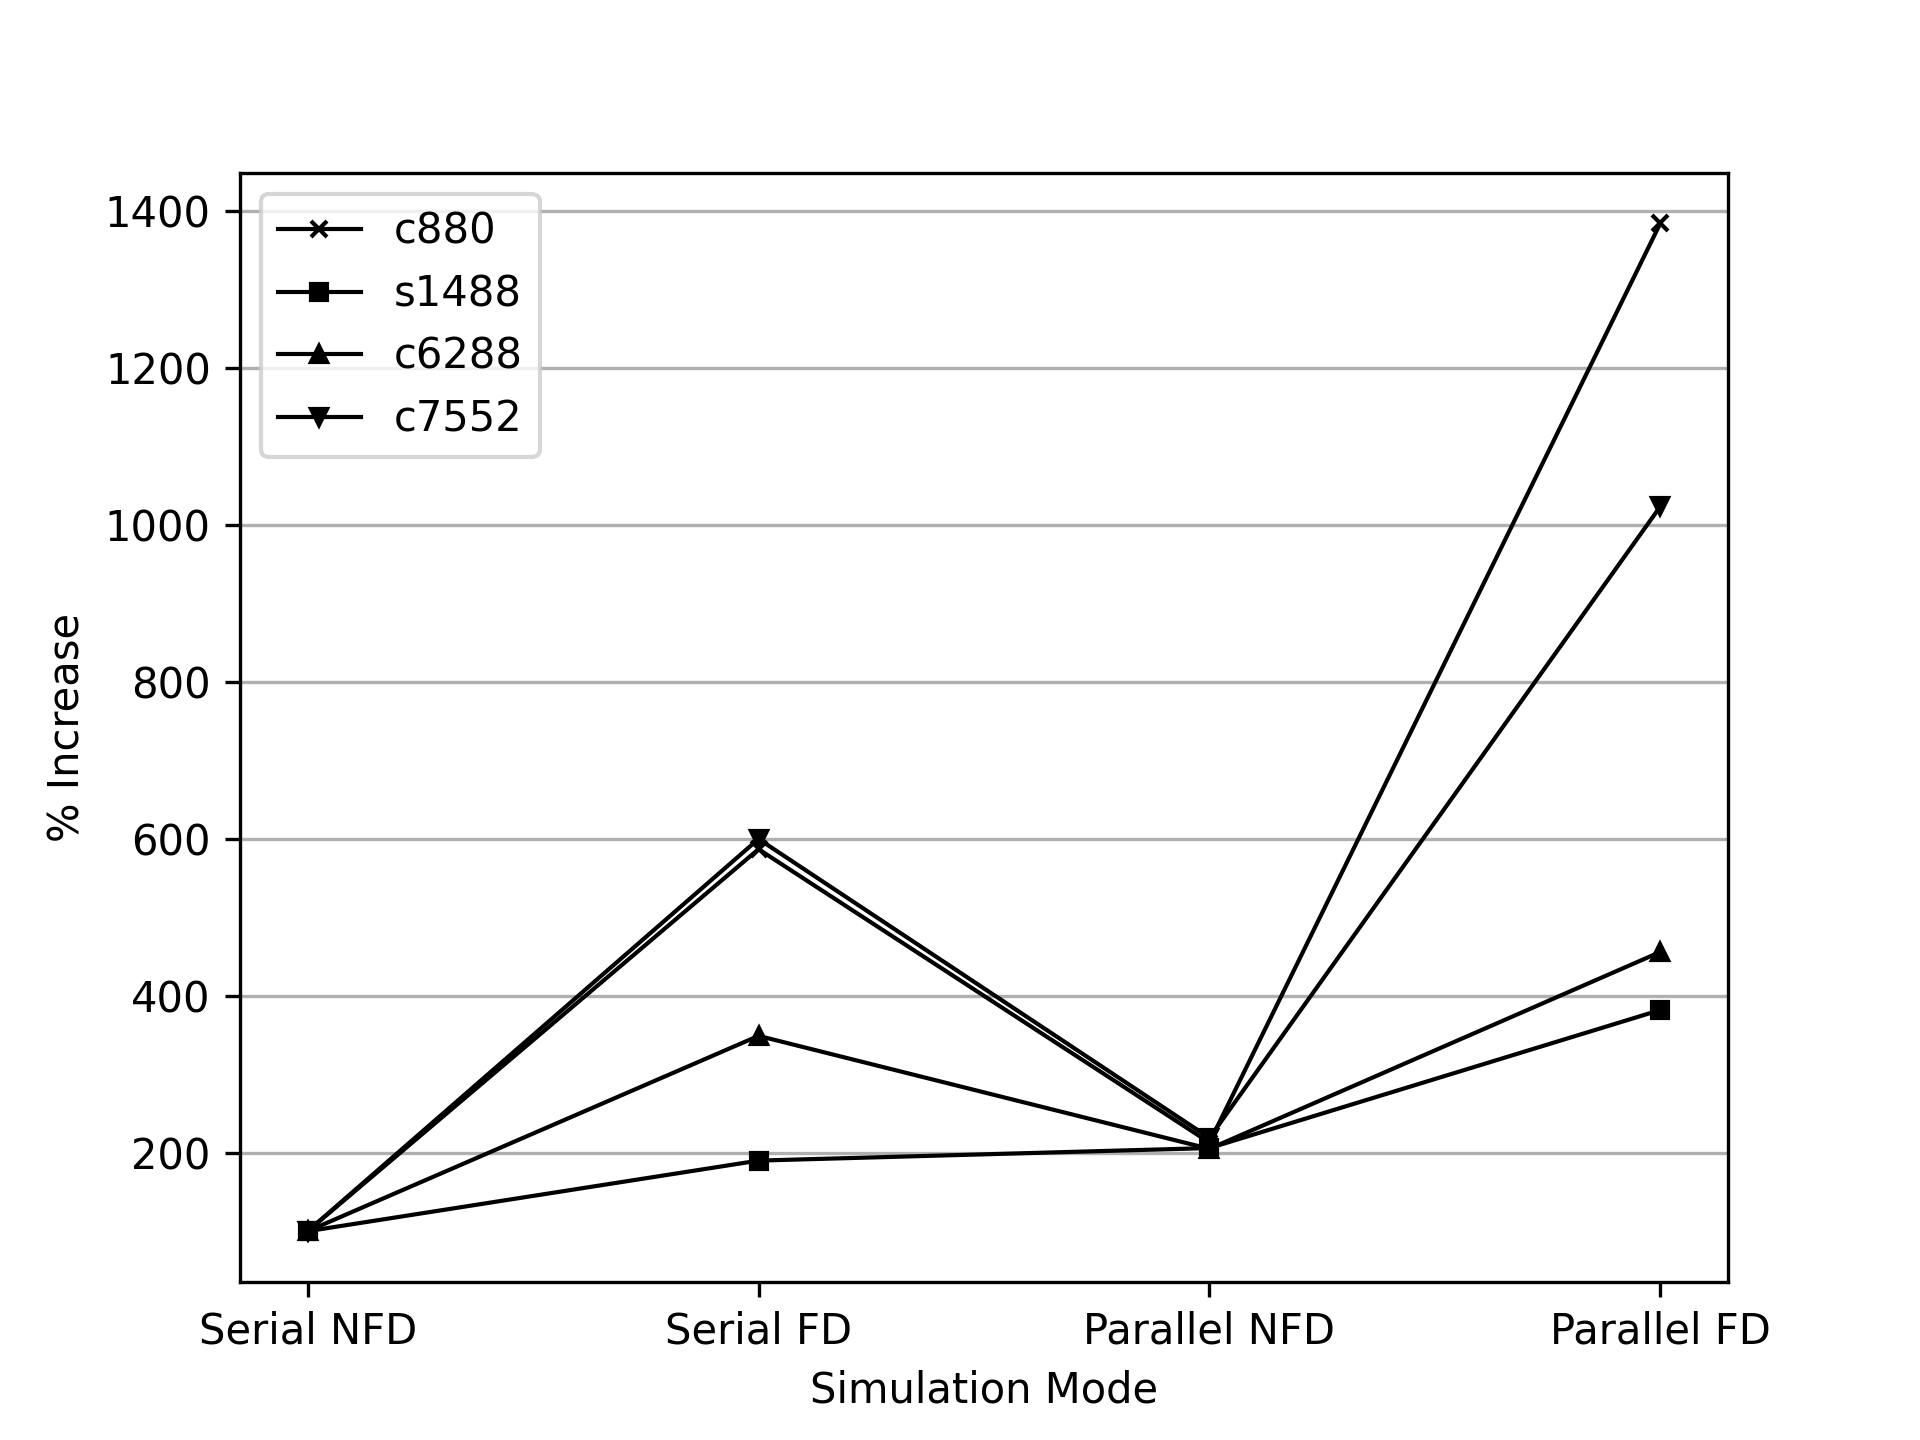 1400
1200
1000
800
600
400
200
% Increase
c880
s1488
c6288
c7552
Serial NFD
Serial FD
Parallel NFD
Parallel FD
Simulation Mode